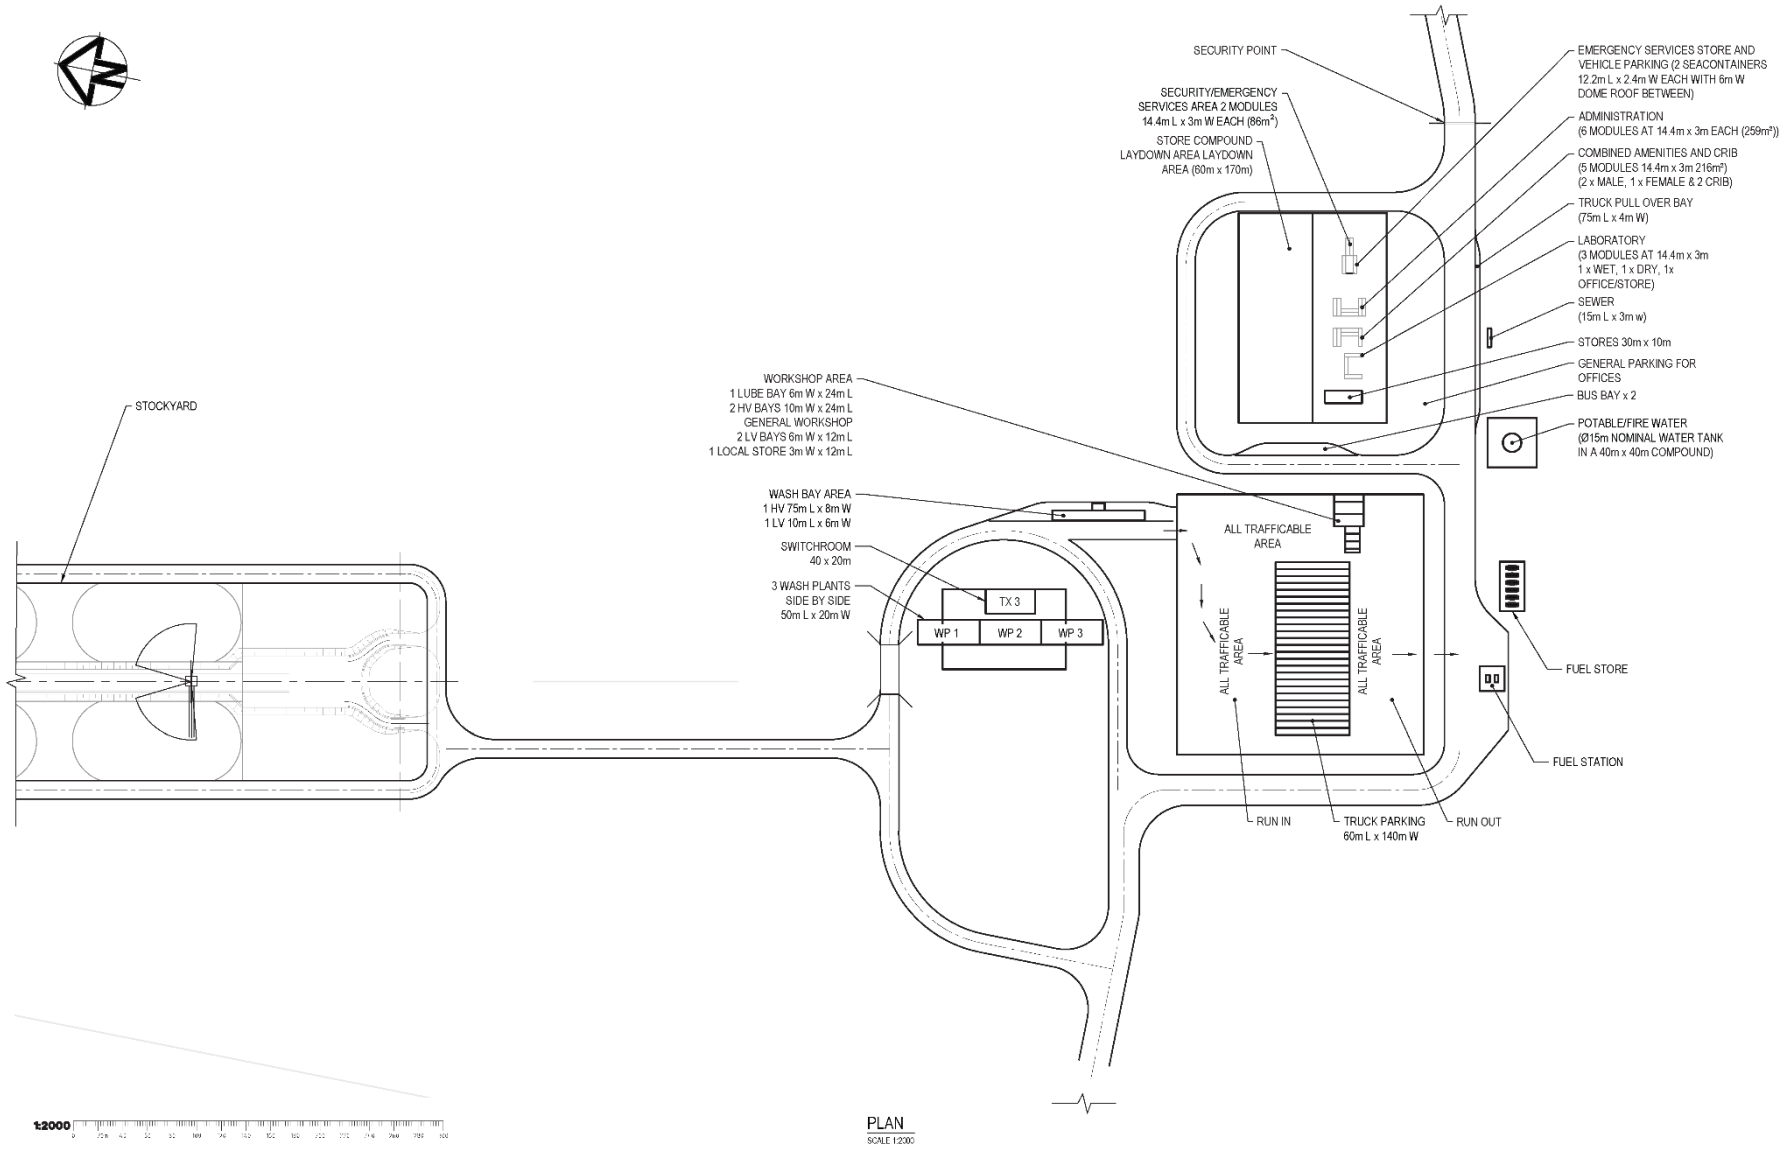 N
SECURITY POINT
SECURITY/EMERGENCY
SERVICES AREA 2 MODULES
14.4m L x 3m W EACH (86m²)
STORE COMPOUND
LAYDOWN AREA LAYDOWN
AREA (60m x 170m)
EMERGENCY SERVICES STORE AND
VEHICLE PARKING (2 SEACONTAINERS
12.2m L x 2.4m W EACH WITH 6m W
DOME ROOF BETWEEN)
ADMINISTRATION
(6 MODULES AT 14.4m x 3m EACH (259m²))
COMBINED AMENITIES AND CRIB
(5 MODULES 14.4m x 3m 216m²)
(2 x MALE, 1 x FEMALE & 2 CRIB)
TRUCK PULL OVER BAY
(75m L x 4m W)
LABORATORY
(3 MODULES AT 14.4m x 3m
1 x WET, 1 x DRY, 1x
OFFICE/STORE)
SEWER
(15m L x 3m w)
STORES 30m x 10m
GENERAL PARKING FOR
OFFICES
BUS BAY x 2
POTABLE/FIRE WATER
(Ø15m NOMINAL WATER TANK
IN A 40m x 40m COMPOUND)
WORKSHOP AREA
1 LUBE BAY 6m W x 24m L
2 HV BAYS 10m W x 24m L
GENERAL WORKSHOP
2 LV BAYS 6m W x 12m L
1 LOCAL STORE 3m W x 12m L
STOCKYARD
WASH BAY AREA
1 HV 75m L x 8m W
1 LV 10m L x 6m W
SWITCHROOM
40 x 20m
3 WASH PLANTS
SIDE BY SIDE
50m L x 20m W
TX 3
WP 1
WP 2
WP 3
ALL TRAFFICABLE
AREA
ALL TRAFFICABLE
AREA
ALL TRAFFICABLE
AREA
FUEL STORE
FUEL STATION
RUN IN
TRUCK PARKING
60m L x 140m W
RUN OUT
1:2000
PLAN
SCALE 1:2000